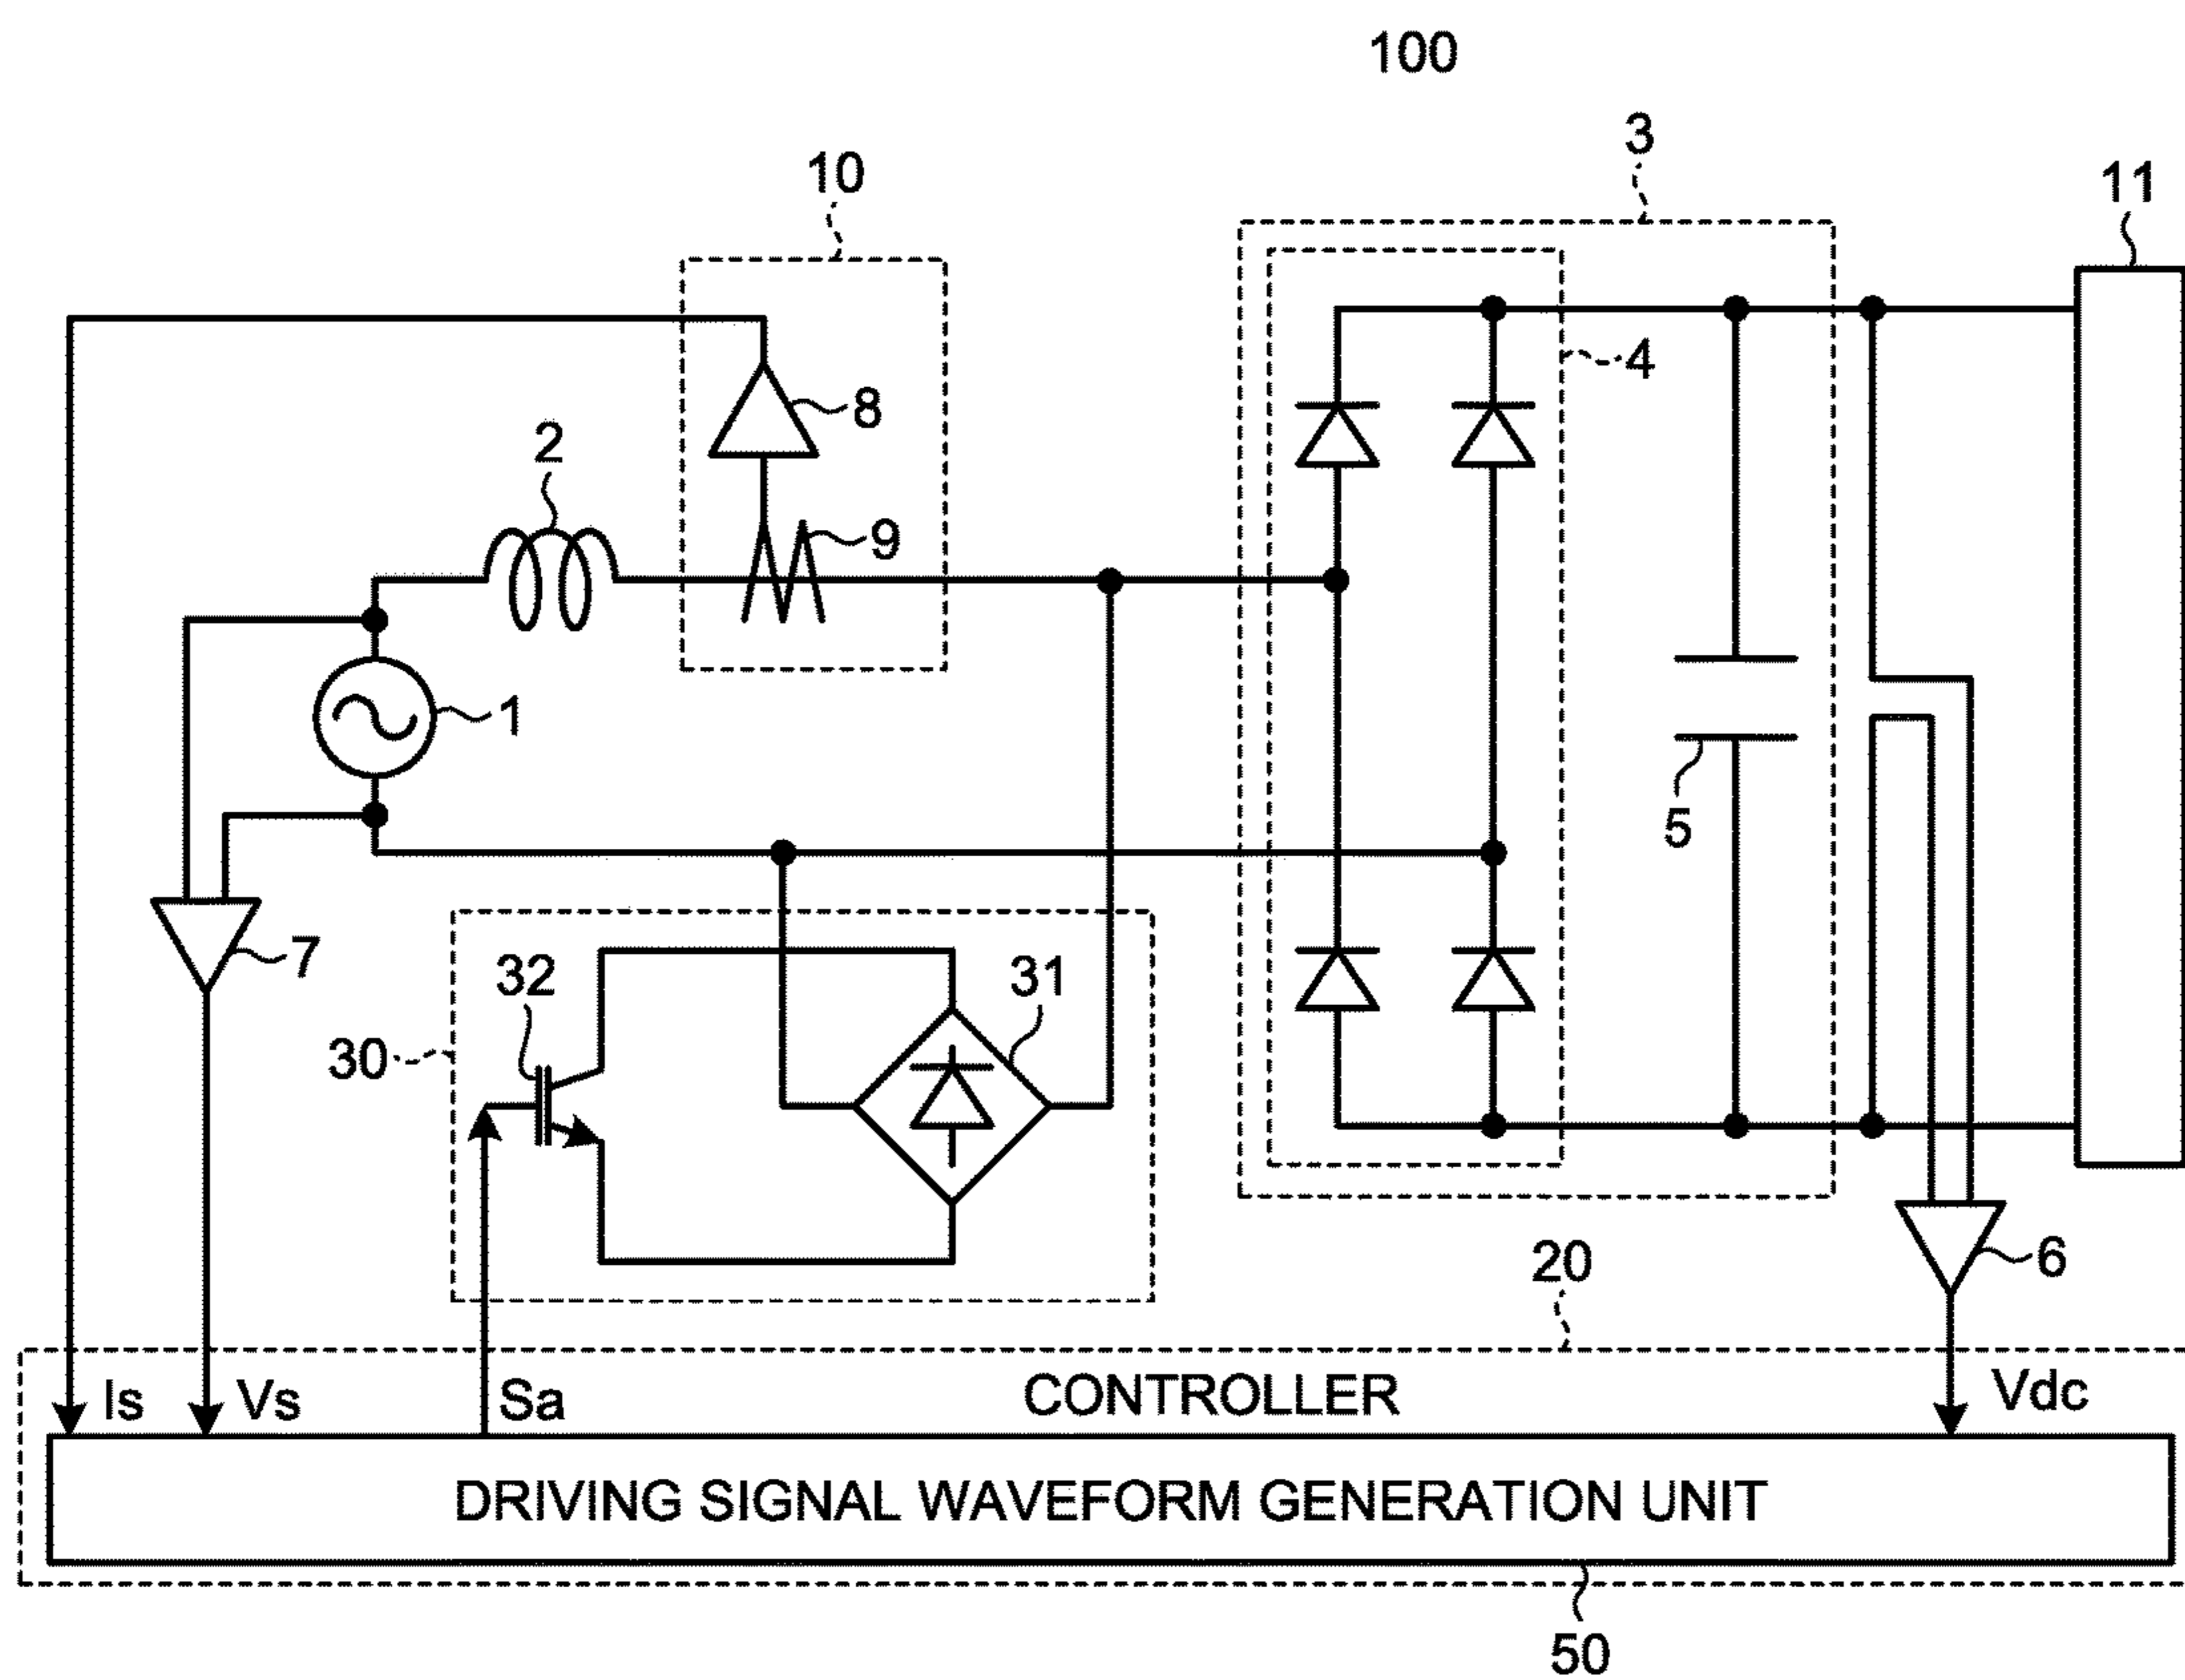 100
3
10
11
4
8
2
9
1
5
7
32
31
30
20
6
Is
Vs
Sa
CONTROLLER
Vdc
DRIVING SIGNAL WAVEFORM GENERATION UNIT
50